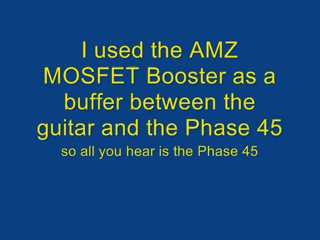 I used the AMZ
MOSFET Booster as a
buffer between the
guitar and the Phase 45
so all you hear is the Phase 45